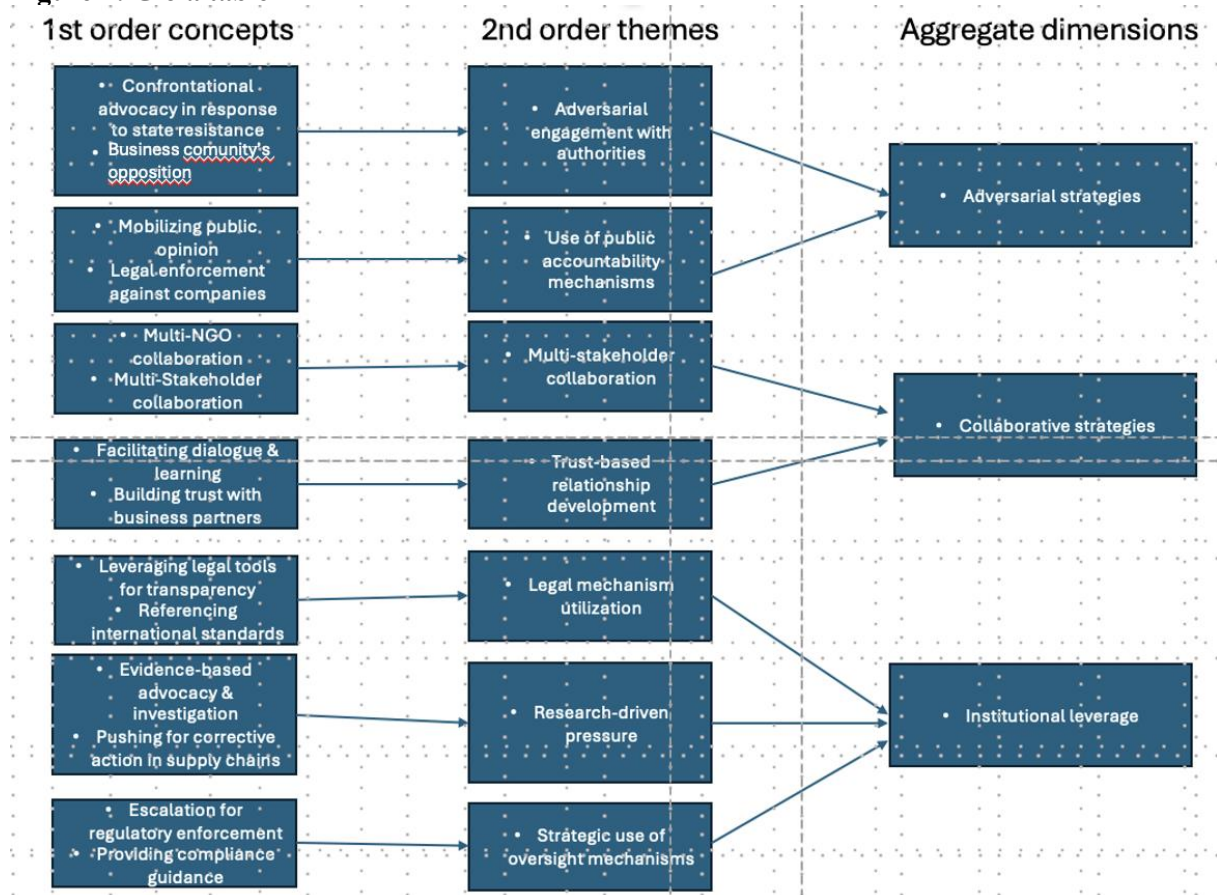 1st order concepts
2nd order themes
Aggregate dimensions
• Confrontational
advocacy in response
to state resistance
• Business comunity's
opposition
• Adversarial
engagement with
authorities
• Adversarial strategies
• Mobilizing public
opinion
• Legal enforcement
against companies
• Use of public
accountability
mechanisms
• Multi-NGO
collaboration
• Multi-Stakeholder
collaboration
• Multi-stakeholder
collaboration
• Collaborative strategies
• Facilitating dialogue &
learning
• Building trust with
business partners
• Trust-based
relationship
development
• Leveraging legal tools
for transparency
• Referencing
international standards
• Legal mechanism
utilization
• Evidence-based
advocacy &
investigation
• Pushing for corrective
action in supply chains
• Research-driven
pressure
• Institutional leverage
• Escalation for
regulatory enforcement
• Providing compliance
guidance
• Strategic use of
oversight mechanisms